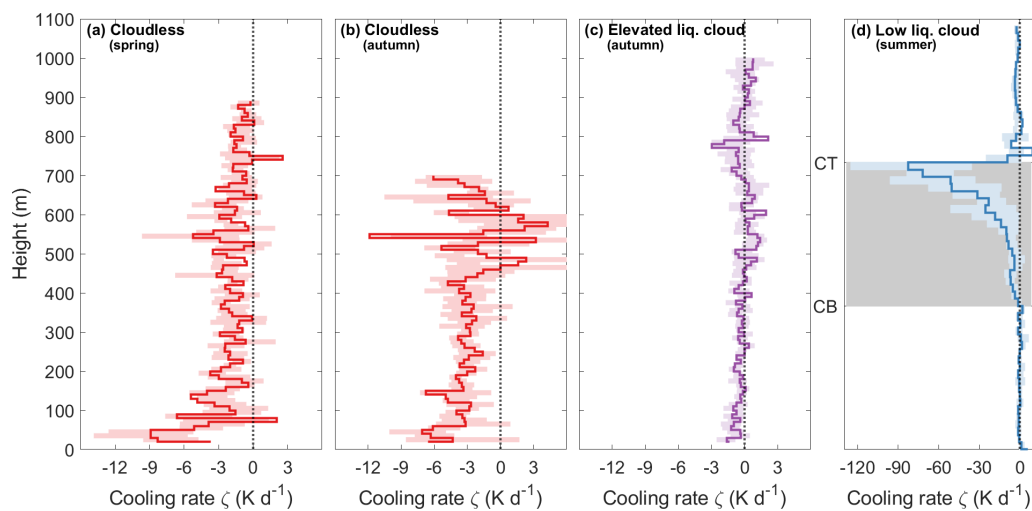 (a) Cloudless
(spring)
(b) Cloudless
(autumn)
(c) Elevated liq. cloud
(autumn)
(d) Low liq. cloud
(summer)
Height (m)
1100
1000
900
800
700
600
500
400
300
200
100
0
CT
CB
-12 -9 -6 -3 0 3
-12 -9 -6 -3 0 3
-12 -9 -6 -3 0 3
-120 -90 -60 -30 0
Cooling rate ζ (K d⁻¹)
Cooling rate ζ (K d⁻¹)
Cooling rate ζ (K d⁻¹)
Cooling rate ζ (K d⁻¹)